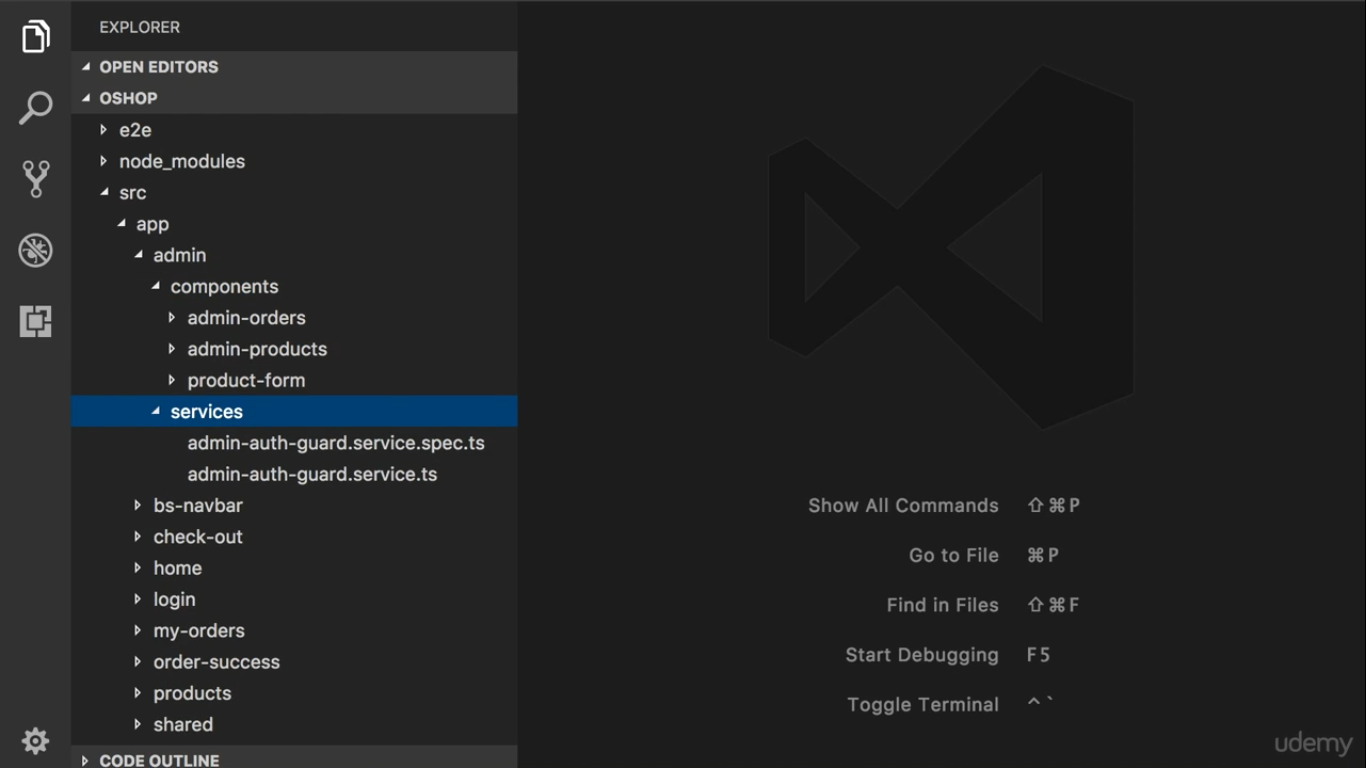 EXPLORER
OPEN EDITORS
OSHOP
e2e
node_modules
src
app
admin
components
admin-orders
admin-products
product-form
services
admin-auth-guard.service.spec.ts
admin-auth-guard.service.ts
bs-navbar
check-out
home
login
my-orders
order-success
products
shared
CODE OUTLINE
Show All Commands ⇧⌘P
Go to File ⌘P
Find in Files ⇧⌘F
Start Debugging F5
Toggle Terminal ^`
udemy